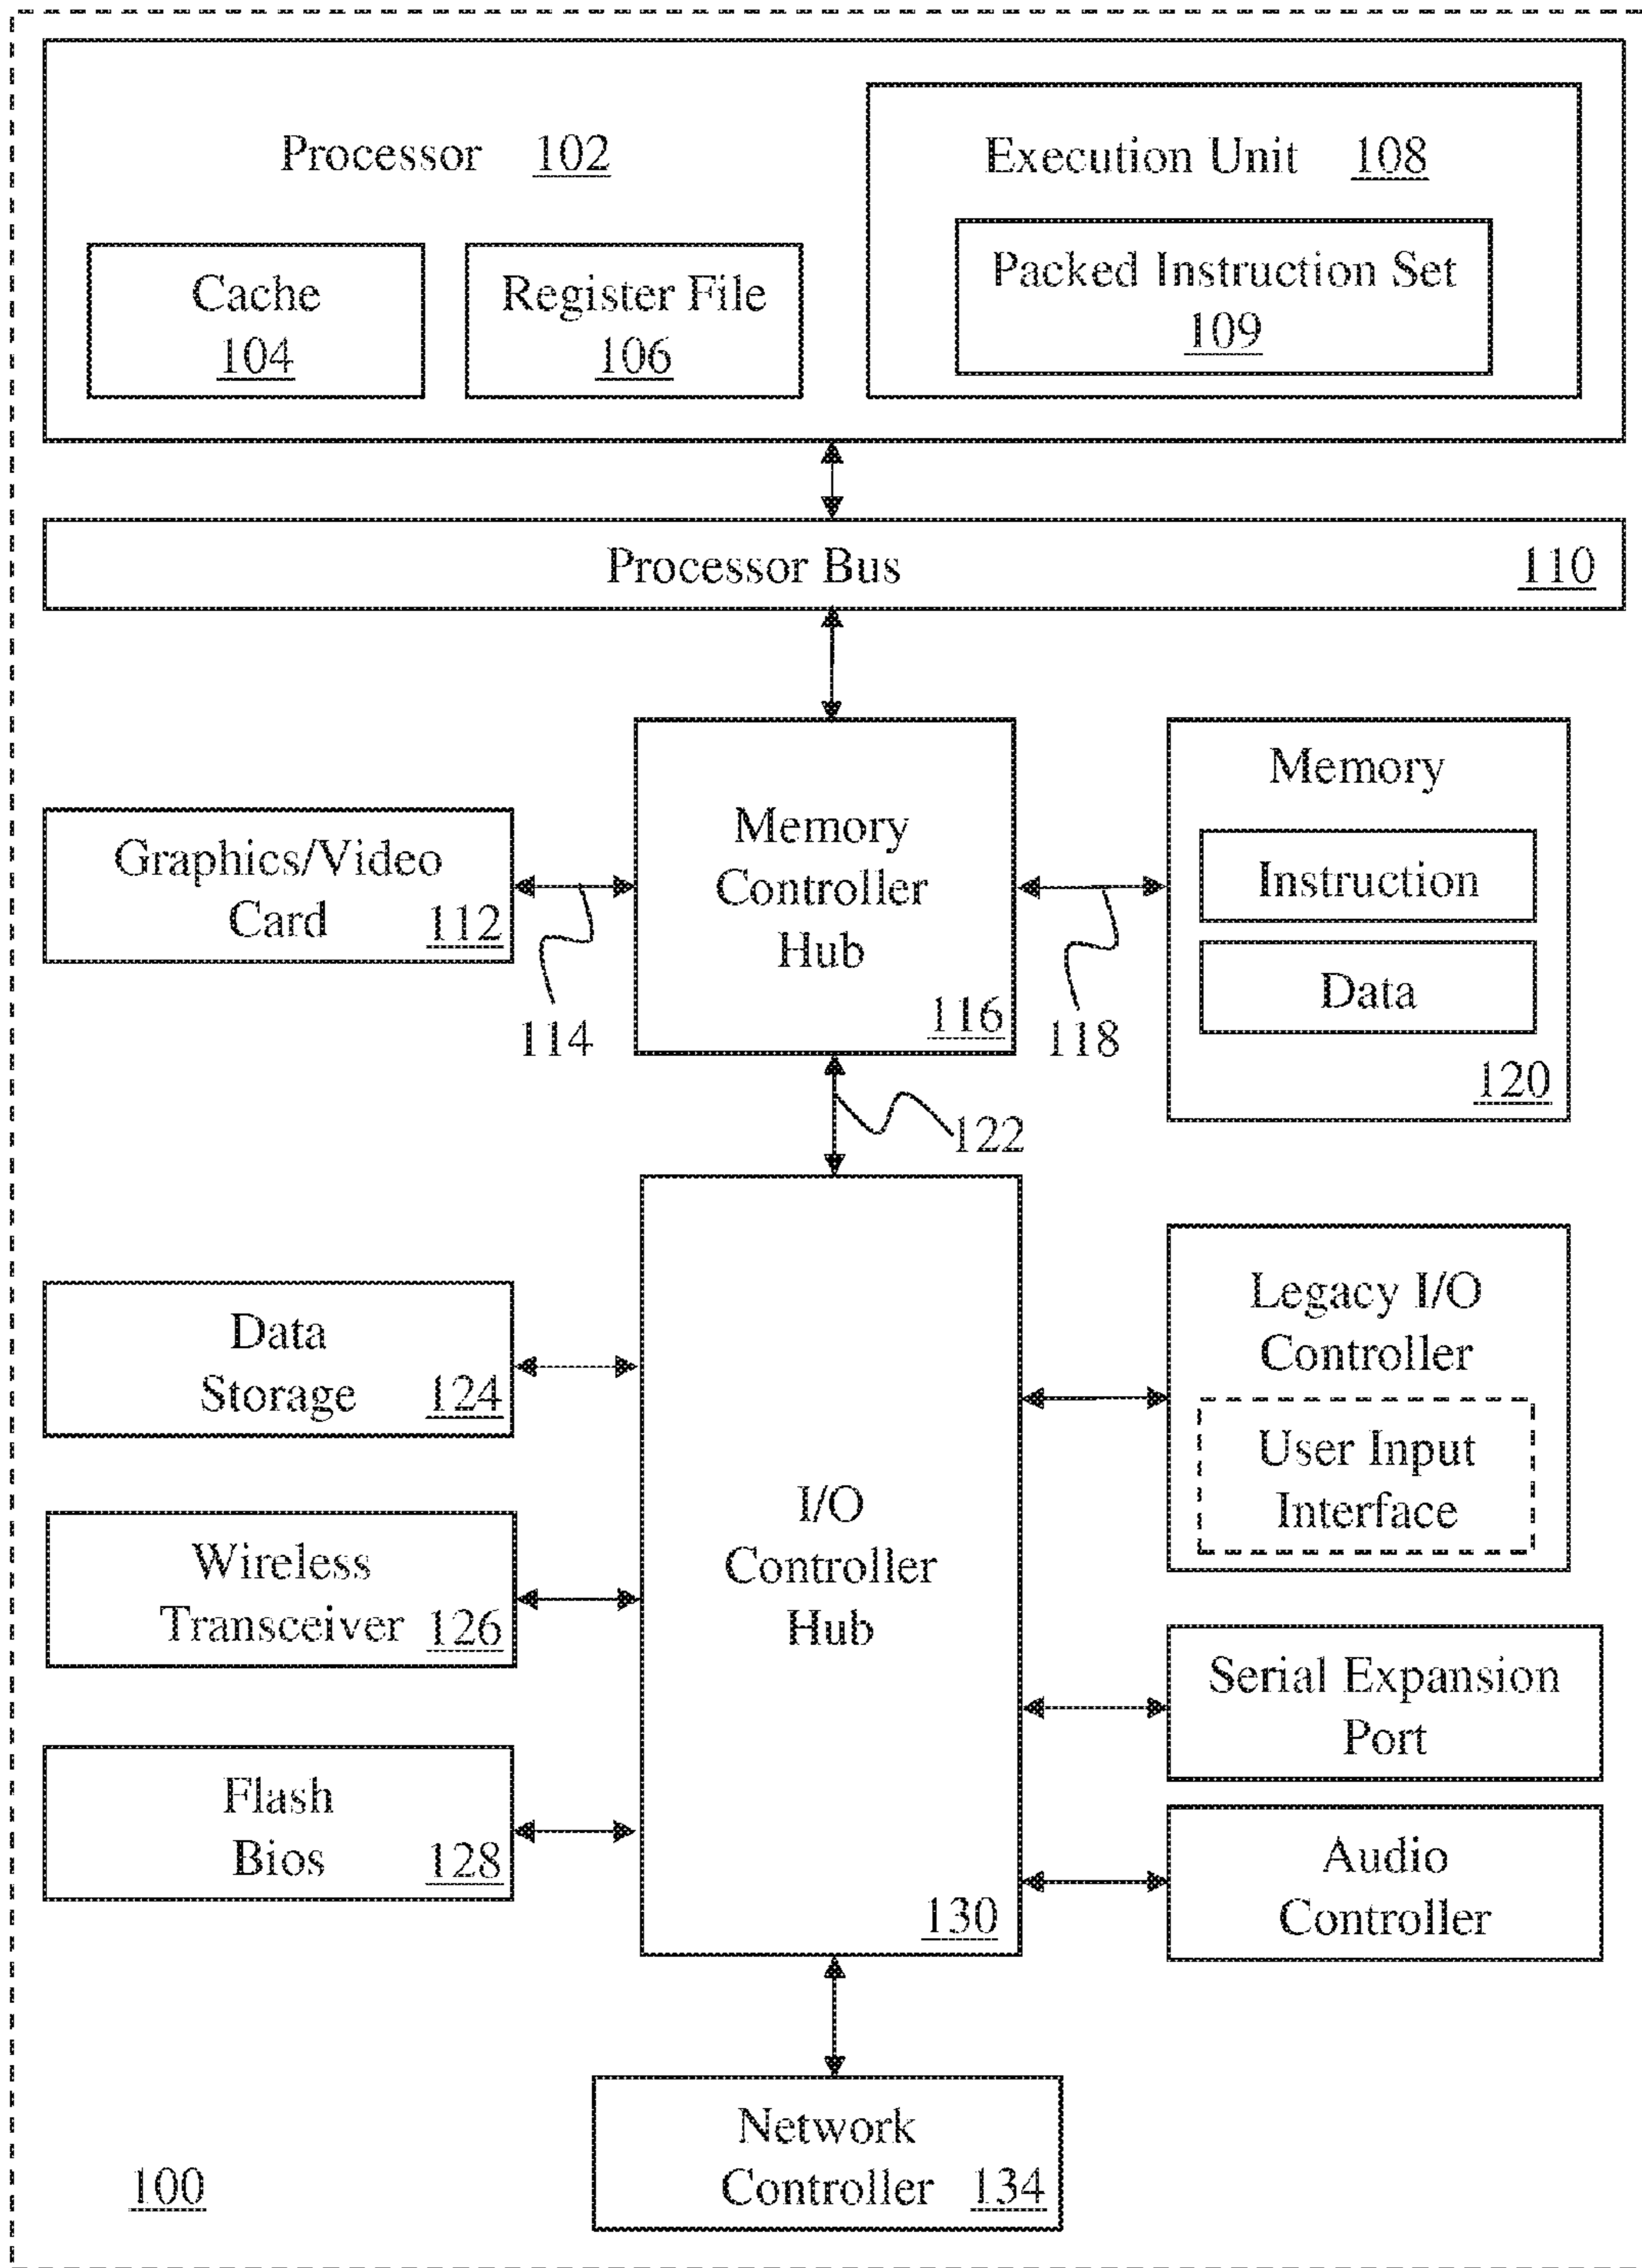 Processor 102
Execution Unit 108
Cache
104
Register File
106
Packed Instruction Set
109
Processor Bus 110
Graphics/Video
Card 112
114
Memory
Controller
Hub
116
118
Memory
Instruction
Data
120
122
Data
Storage 124
Wireless
Transceiver 126
Flash
Bios 128
I/O
Controller
Hub
130
Legacy I/O
Controller
User Input
Interface
Serial Expansion
Port
Audio
Controller
Network
Controller 134
100